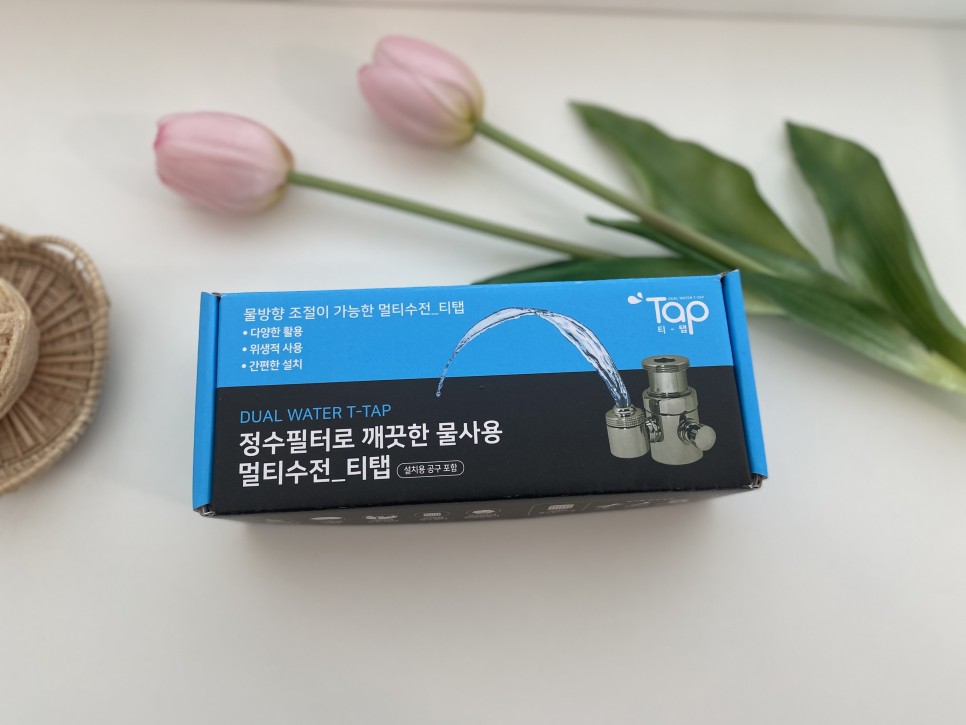 물방향 조절이 가능한 멀티수전_티탭
• 다양한 활용
• 위생적 사용
• 간편한 설치
DUAL WATER T-TAP
Tap
티 - 탭
DUAL WATER T-TAP
정수필터로 깨끗한 물사용
멀티수전_티탭 설치용 공구 포함